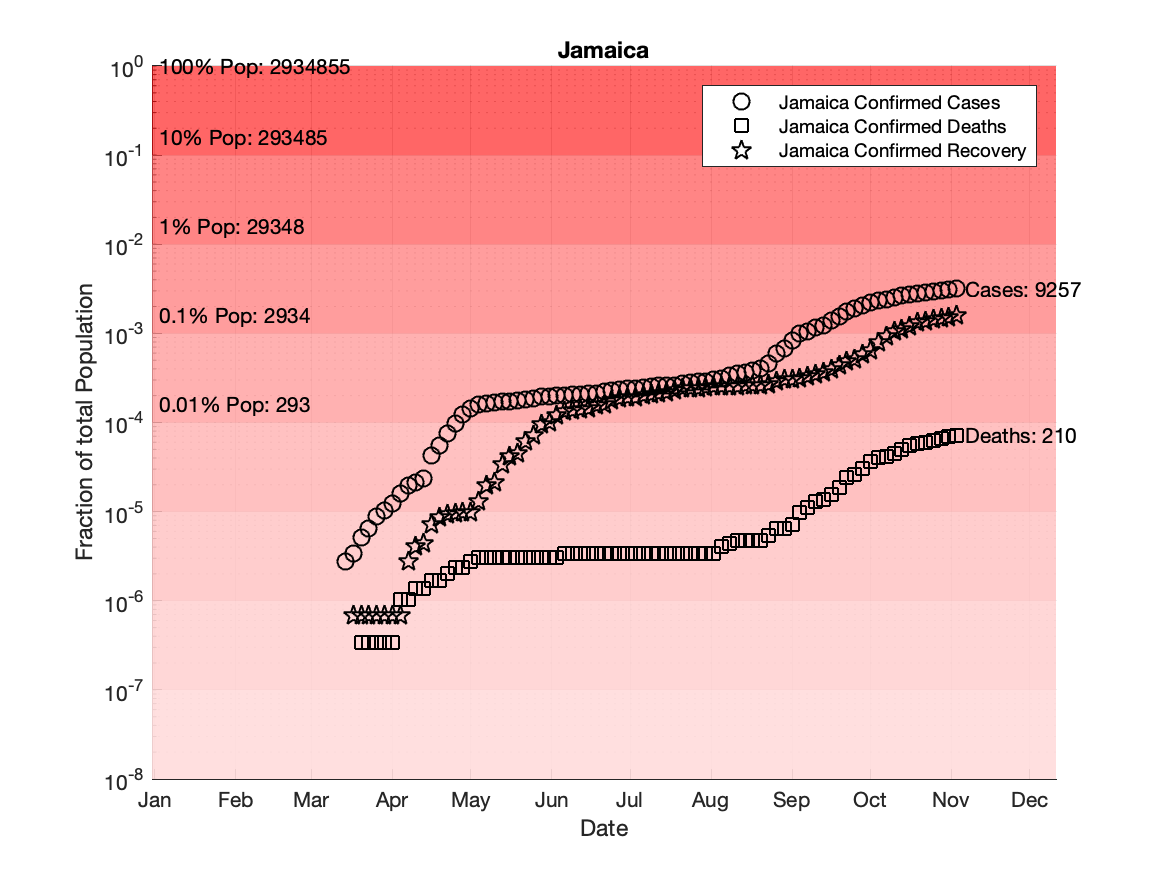 Jamaica
10^0
100% Pop: 2934855
Jamaica Confirmed Cases
Jamaica Confirmed Deaths
Jamaica Confirmed Recovery
10% Pop: 293485
10^-1
1% Pop: 29348
10^-2
Cases: 9257
0.1% Pop: 2934
10^-3
0.01% Pop: 293
10^-4
Deaths: 210
10^-5
10^-6
10^-7
10^-8
Fraction of total Population
Jan Feb Mar Apr May Jun Jul Aug Sep Oct Nov Dec
Date